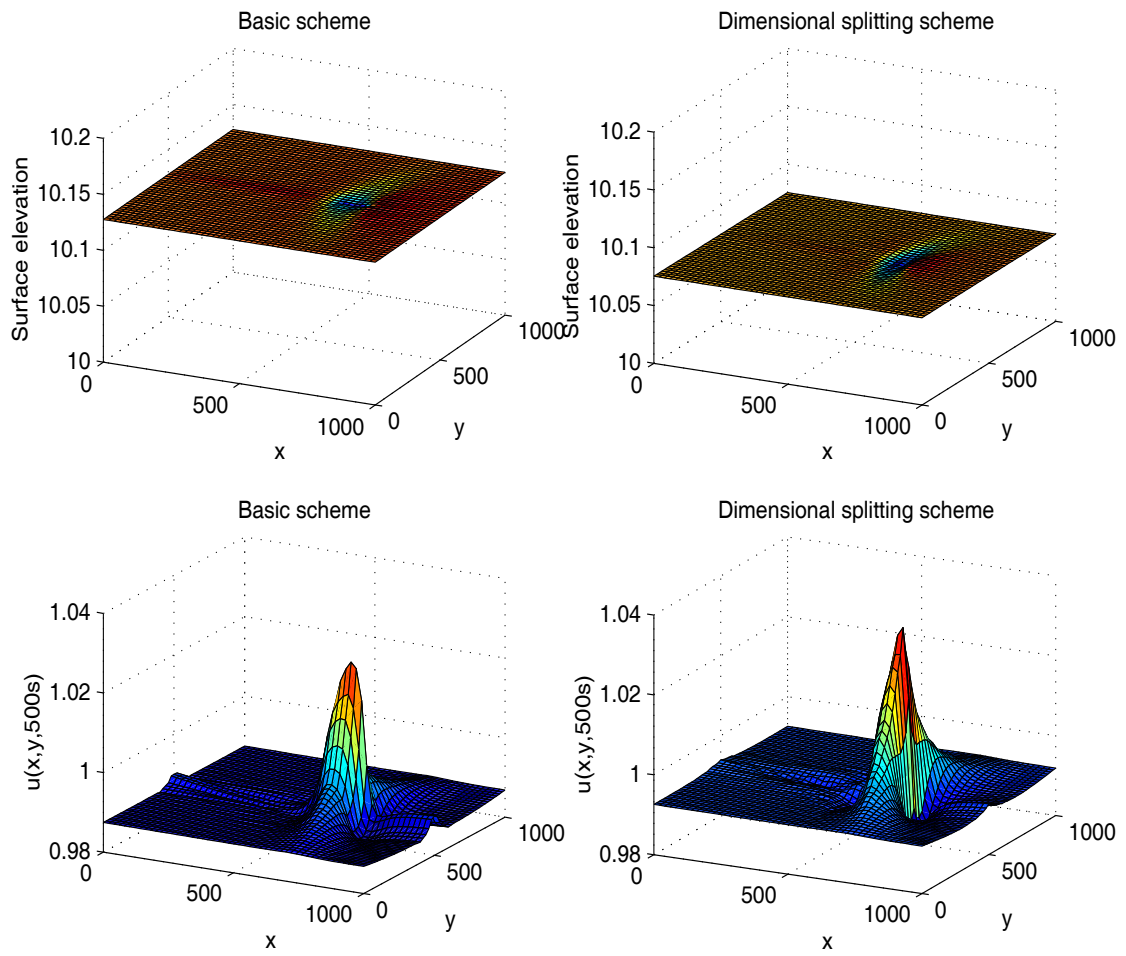 Basic scheme
Dimensional splitting scheme
10.2
10.15
10.1
10.05
10
Surface elevation
0
500
1000
x
0
500
1000
y
10.2
10.15
10.1
10.05
10
Surface elevation
0
500
1000
x
0
500
1000
y
Basic scheme
Dimensional splitting scheme
1.04
1.02
1
0.98
u(x,y,500s)
0
500
1000
x
0
500
1000
y
1.04
1.02
1
0.98
u(x,y,500s)
0
500
1000
x
0
500
1000
y